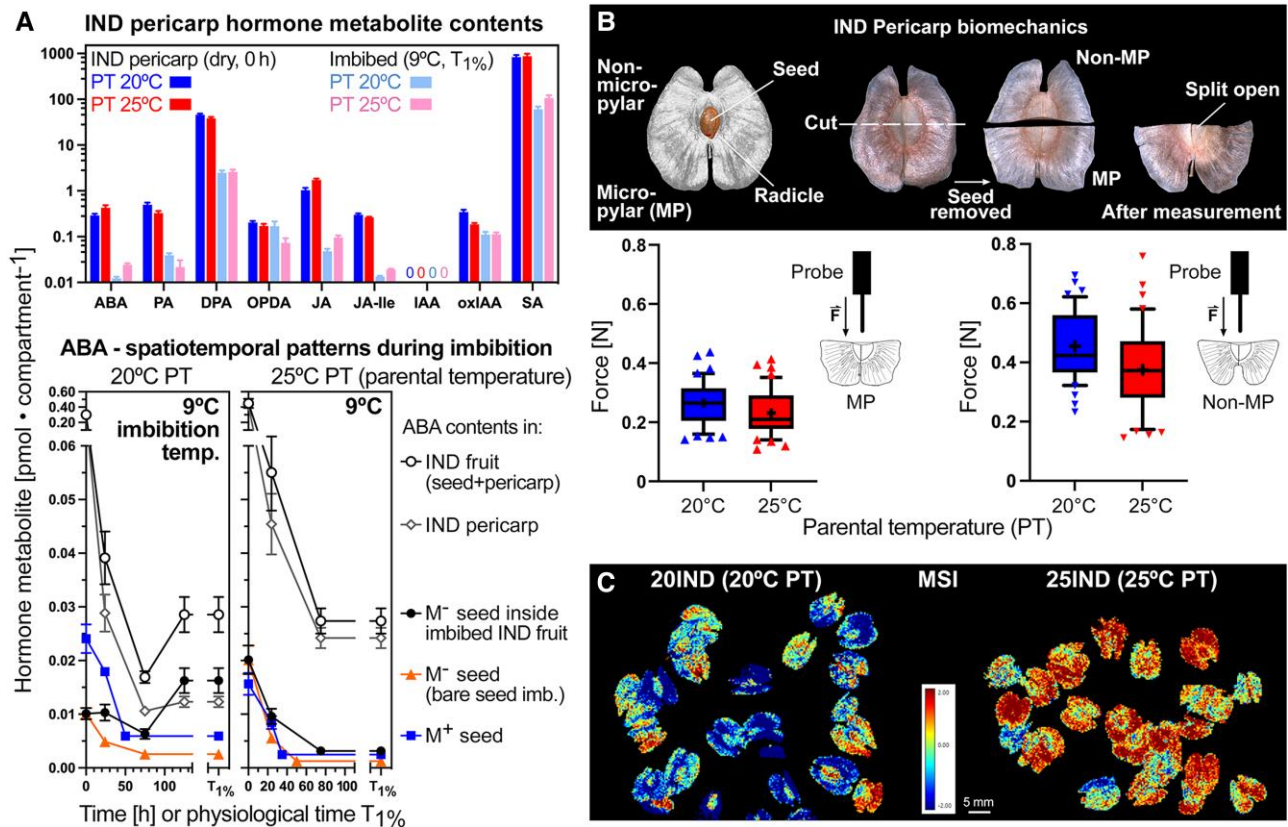 A
IND pericarp hormone metabolite contents
IND pericarp (dry, 0 h)
Imbibed (9ºC, T1%)
PT 20ºC
PT 20ºC
PT 25ºC
PT 25ºC
1000
100
10
1
0.1
0.01
0 0 0 0
ABA PA DPA OPDA JA JA-Ile IAA oxIAA SA
Hormone metabolite [pmol • compartment⁻¹]
ABA - spatiotemporal patterns during imbibition
20ºC PT
25ºC PT (parental temperature)
0.60
0.40
0.20
0.06
0.05
0.04
0.03
0.02
0.01
0.00
9ºC
imbibition
temp.
9ºC
ABA contents in:
IND fruit
(seed+pericarp)
IND pericarp
M⁻ seed inside
imbibed IND fruit
M⁻ seed
(bare seed imb.)
M⁺ seed
0 50 100 T1%
0 20 40 60 80 100 T1%
Time [h] or physiological time T1%
B
IND Pericarp biomechanics
Non-
micro-
pylar
Seed
Radicle
Micro-
pylar (MP)
Cut
Seed
removed
Non-MP
MP
Split open
After measurement
Force [N]
0.8
0.6
0.4
0.2
0
Probe
F
MP
20°C 25°C
Force [N]
0.8
0.6
0.4
0.2
0
Probe
F
Non-MP
20°C 25°C
Parental temperature (PT)
C
20IND (20ºC PT)
MSI
25IND (25ºC PT)
2.00
0.00
-2.00
5 mm